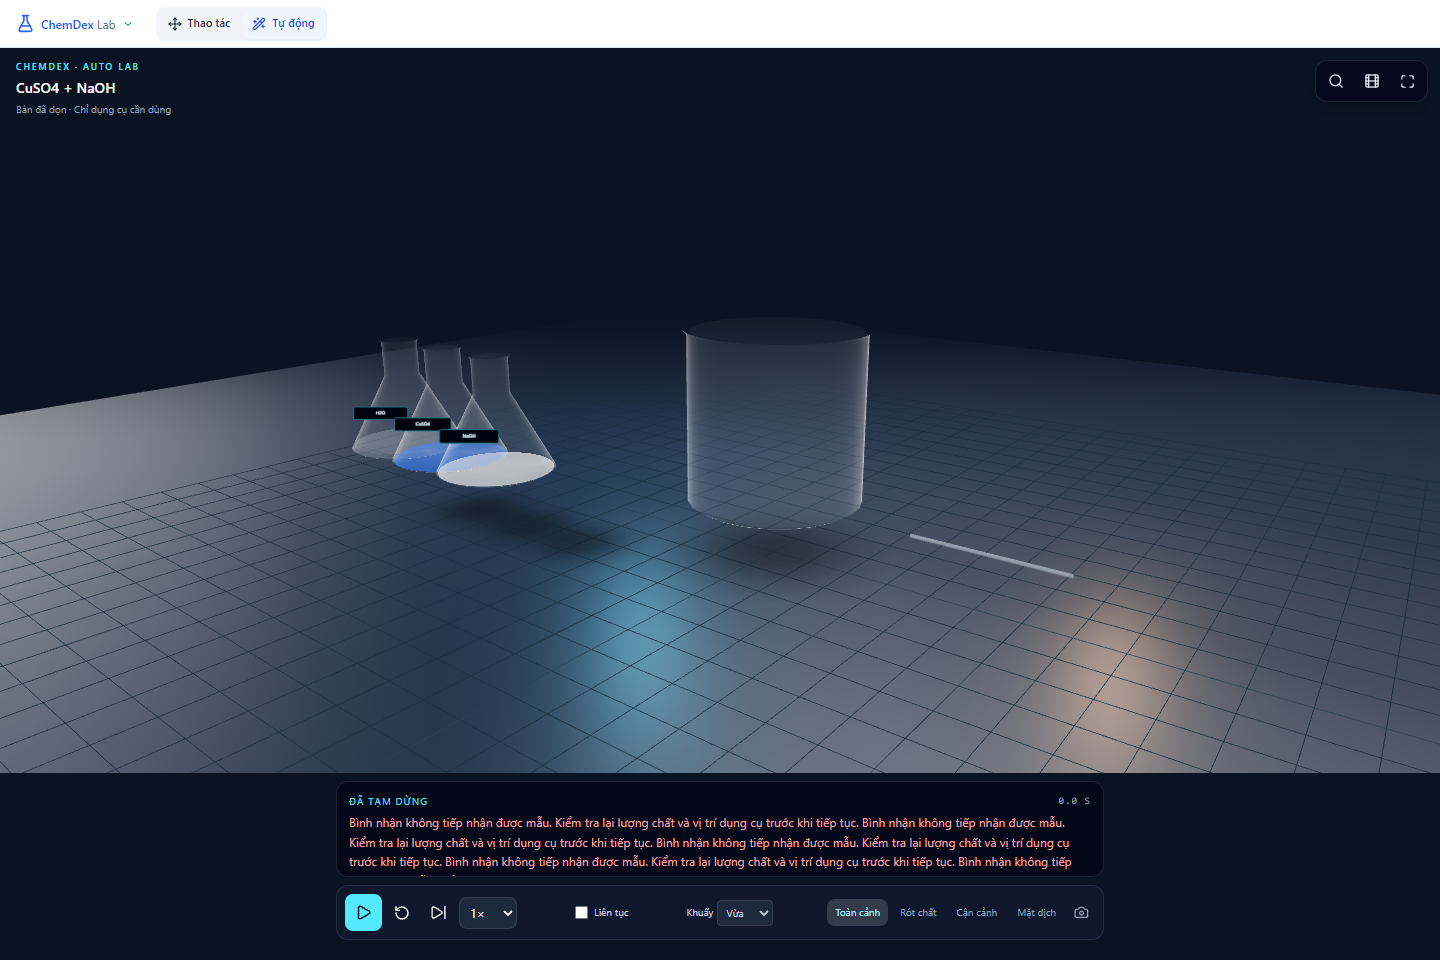 ChemDex Lab
Thao tác
Tự động
CHEMDEX · AUTO LAB
CuSO4 + NaOH
Bàn đã dọn · Chỉ dụng cụ cần dùng
H2O
CuSO4
NaOH
ĐÃ TẠM DỪNG
0.0 S
Bình nhận không tiếp nhận được mẫu. Kiểm tra lại lượng chất và vị trí dụng cụ trước khi tiếp tục. Bình nhận không tiếp nhận được mẫu.
Kiểm tra lại lượng chất và vị trí dụng cụ trước khi tiếp tục. Bình nhận không tiếp nhận được mẫu. Kiểm tra lại lượng chất và vị trí dụng cụ
trước khi tiếp tục. Bình nhận không tiếp nhận được mẫu. Kiểm tra lại lượng chất và vị trí dụng cụ trước khi tiếp tục. Bình nhận không tiếp
1×
Liên tục
Khuấy
Vừa
Toàn cảnh
Rót chất
Cận cảnh
Mặt dịch